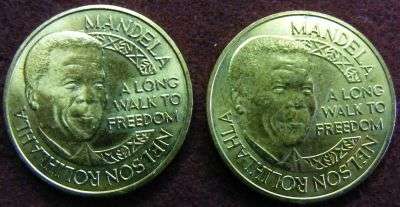 NELSON ROLIHLAHLA MANDELA
A LONG
WALK TO
FREEDOM
NELSON ROLIHLAHLA MANDELA
A LONG
WALK TO
FREEDOM